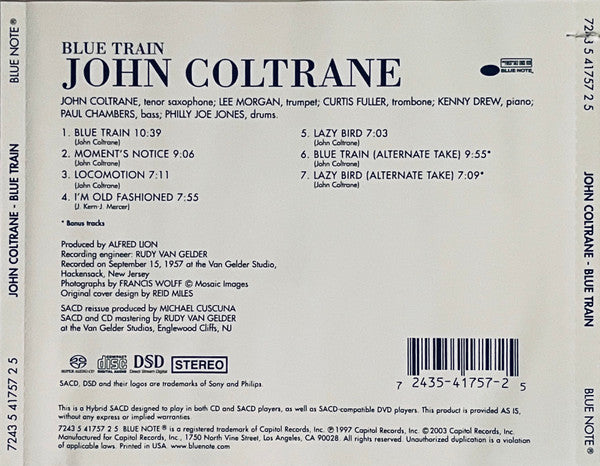 BLUE TRAIN
JOHN COLTRANE
BLUE NOTE®
JOHN COLTRANE, tenor saxophone; LEE MORGAN, trumpet; CURTIS FULLER, trombone; KENNY DREW, piano;
PAUL CHAMBERS, bass; PHILLY JOE JONES, drums.
1. BLUE TRAIN 10:39
(John Coltrane)
2. MOMENT'S NOTICE 9:06
(John Coltrane)
3. LOCOMOTION 7:11
(John Coltrane)
4. I'M OLD FASHIONED 7:55
(J. Kern-J. Mercer)
5. LAZY BIRD 7:03
(John Coltrane)
6. BLUE TRAIN (ALTERNATE TAKE) 9:55*
(John Coltrane)
7. LAZY BIRD (ALTERNATE TAKE) 7:09*
(John Coltrane)
* Bonus tracks
Produced by ALFRED LION
Recording engineer: RUDY VAN GELDER
Recorded on September 15, 1957 at the Van Gelder Studio,
Hackensack, New Jersey
Photographs by FRANCIS WOLFF © Mosaic Images
Original cover design by REID MILES
SACD reissue produced by MICHAEL CUSCUNA
SACD and CD mastering by RUDY VAN GELDER
at the Van Gelder Studios, Englewood Cliffs, NJ
SUPER AUDIO CD
COMPACT disc DIGITAL AUDIO
DSD
Direct Stream Digital
STEREO
SACD, DSD and their logos are trademarks of Sony and Philips.
7 2435-41757-2 5
This is a Hybrid SACD designed to play in both CD and SACD players, as well as SACD-compatible DVD players. This product is provided AS IS,
without any express or implied warranty.
7243 5 41757 2 5 BLUE NOTE® is a registered trademark of Capitol Records, Inc. ℗1997 Capitol Records, Inc. ©2003 Capitol Records, Inc.
Manufactured for Capitol Records, Inc., 1750 North Vine Street, Los Angeles, CA 90028. All rights reserved. Unauthorized duplication is a violation
of applicable laws. Printed in USA. www.bluenote.com
7243 5 41757 2 5
JOHN COLTRANE - BLUE TRAIN
BLUE NOTE®
7243 5 41757 2 5
JOHN COLTRANE - BLUE TRAIN
BLUE NOTE®